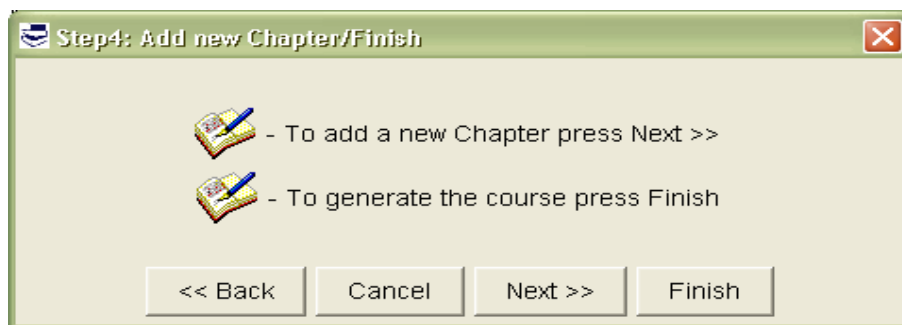 Step4: Add new Chapter/Finish
- To add a new Chapter press Next >>
- To generate the course press Finish
<< Back Cancel Next >> Finish